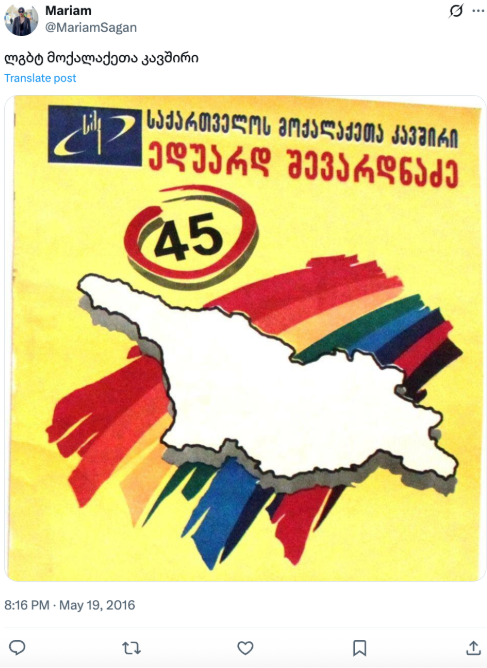 Mariam
@MariamSagan
ლგბტ მოქალაქეთა კავშირი
Translate post
სმკ
საქართველოს მოქალაქეთა კავშირი
ედუარდ შევარდნაძე
45
8:16 PM · May 19, 2016